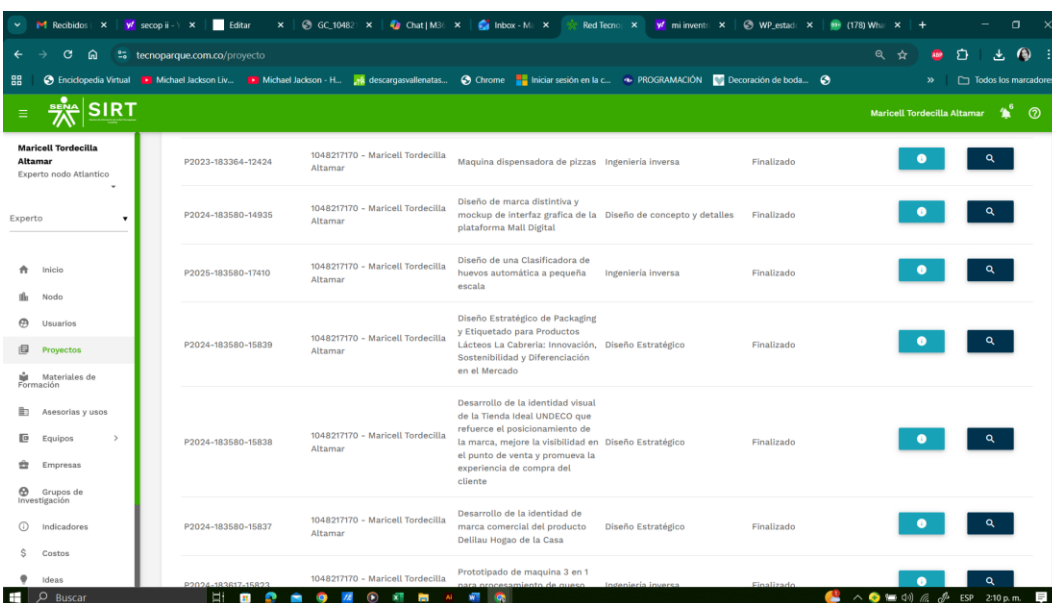 Recibidos
secop ii -
Editar
GC_10482
Chat | M3
Inbox - M
Red Tecnop
mi invent
WP_estad
(178) Wha
tecnoparque.com.co/proyecto
Enciclopedia Virtual
Michael Jackson Liv...
Michael Jackson - H...
descargasvallenatas...
Chrome
Iniciar sesión en la c...
PROGRAMACIÓN
Decoración de boda...
»
Todos los marcadores
SENA
SIRT
Maricell Tordecilla Altamar
6
Maricell Tordecilla
Altamar
Experto nodo Atlantico
Experto
Inicio
Nodo
Usuarios
Proyectos
Materiales de
Formación
Asesorias y usos
Equipos
Empresas
Grupos de
Investigación
Indicadores
Costos
Ideas
P2023-183364-12424
1048217170 - Maricell Tordecilla
Altamar
Maquina dispensadora de pizzas
Ingeniería inversa
Finalizado
P2024-183580-14935
1048217170 - Maricell Tordecilla
Altamar
Diseño de marca distintiva y
mockup de interfaz grafica de la
plataforma Mall Digital
Diseño de concepto y detalles
Finalizado
P2025-183580-17410
1048217170 - Maricell Tordecilla
Altamar
Diseño de una Clasificadora de
huevos automática a pequeña
escala
Ingeniería inversa
Finalizado
P2024-183580-15839
1048217170 - Maricell Tordecilla
Altamar
Diseño Estratégico de Packaging
y Etiquetado para Productos
Lácteos La Cabrería: Innovación,
Sostenibilidad y Diferenciación
en el Mercado
Diseño Estratégico
Finalizado
P2024-183580-15838
1048217170 - Maricell Tordecilla
Altamar
Desarrollo de la identidad visual
de la Tienda Ideal UNDECO que
refuerce el posicionamiento de
la marca, mejore la visibilidad en
el punto de venta y promueva la
experiencia de compra del
cliente
Diseño Estratégico
Finalizado
P2024-183580-15837
1048217170 - Maricell Tordecilla
Altamar
Desarrollo de la identidad de
marca comercial del producto
Delilau Hogao de la Casa
Diseño Estratégico
Finalizado
P2024-183617-15823
1048217170 - Maricell Tordecilla
Altamar
Prototipado de maquina 3 en 1
para procesamiento de queso
Ingeniería inversa
Finalizado
Buscar
ESP
2:10 p. m.